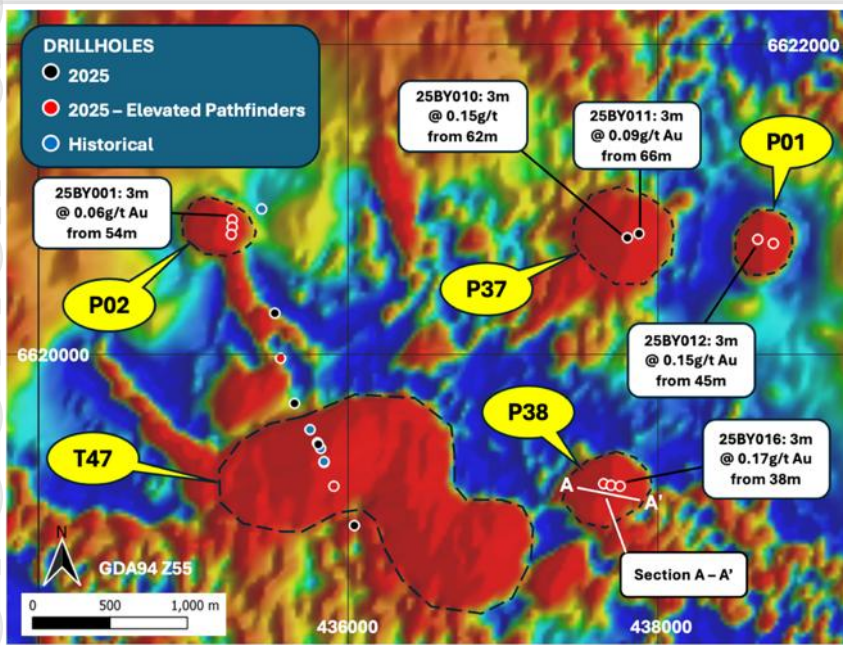 DRILLHOLES
2025
2025 – Elevated Pathfinders
Historical
6622000
25BY010: 3m
@ 0.15g/t
from 62m
25BY011: 3m
@ 0.09g/t Au
from 66m
P01
25BY001: 3m
@ 0.06g/t Au
from 54m
P02
P37
25BY012: 3m
@ 0.15g/t Au
from 45m
6620000
P38
T47
25BY016: 3m
@ 0.17g/t Au
from 38m
A
A'
Section A – A'
N
GDA94 Z55
0 500 1,000 m
436000
438000